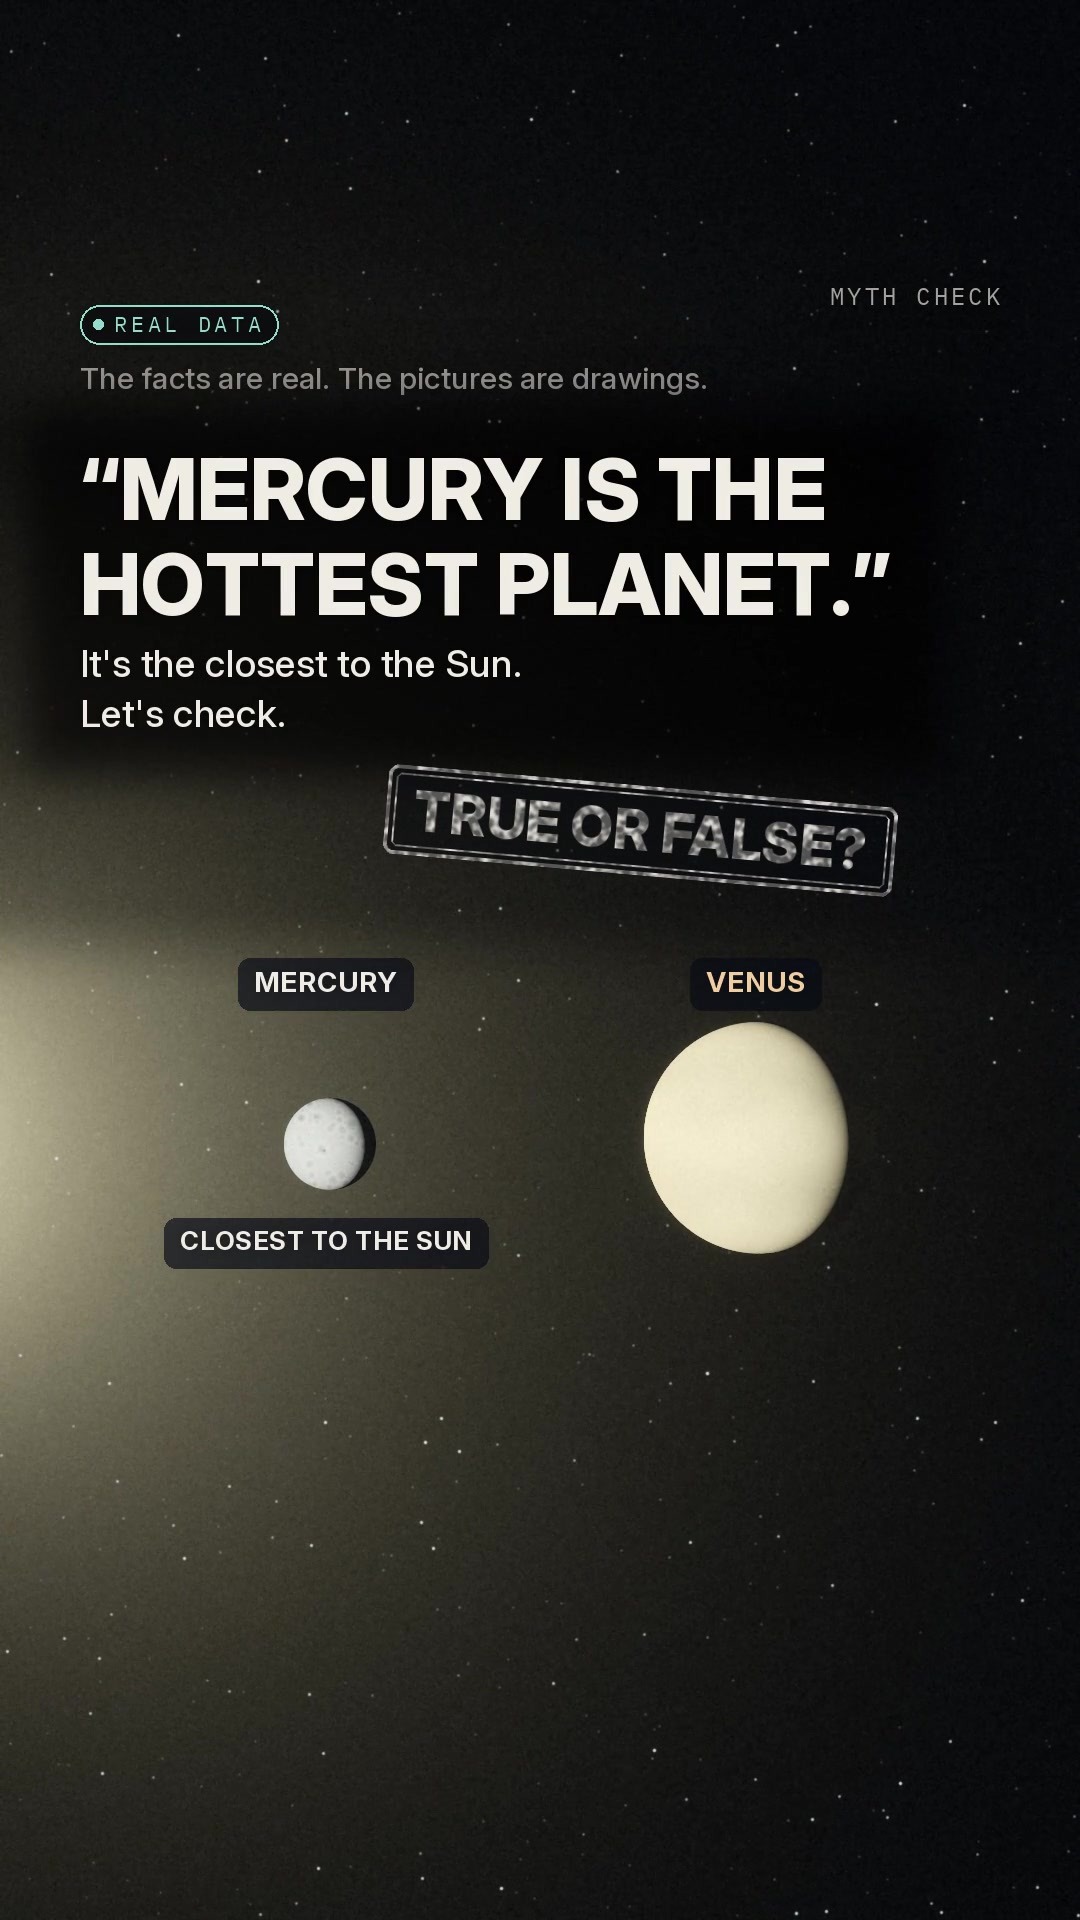 MYTH CHECK
REAL DATA
The facts are real. The pictures are drawings.
“MERCURY IS THE
HOTTEST PLANET.”
It's the closest to the Sun.
Let's check.
TRUE OR FALSE?
MERCURY
VENUS
CLOSEST TO THE SUN